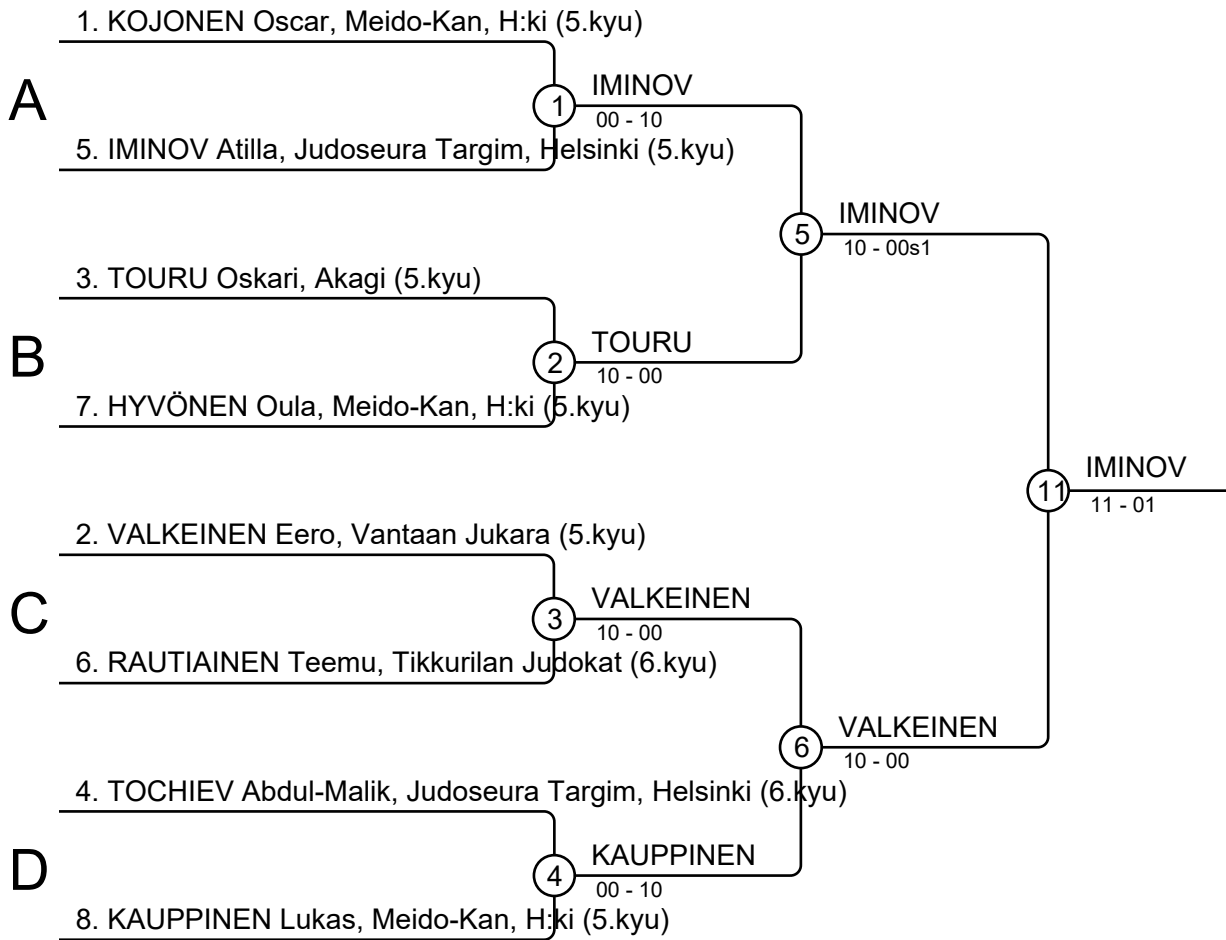 1. KOJONEN Oscar, Meido-Kan, H:ki (5.kyu)
A
1
IMINOV
00 - 10
5. IMINOV Atilla, Judoseura Targim, Helsinki (5.kyu)
5
IMINOV
10 - 00s1
3. TOURU Oskari, Akagi (5.kyu)
B
2
TOURU
10 - 00
7. HYVÖNEN Oula, Meido-Kan, H:ki (5.kyu)
11
IMINOV
11 - 01
2. VALKEINEN Eero, Vantaan Jukara (5.kyu)
C
3
VALKEINEN
10 - 00
6. RAUTIAINEN Teemu, Tikkurilan Judokat (6.kyu)
6
VALKEINEN
10 - 00
4. TOCHIEV Abdul-Malik, Judoseura Targim, Helsinki (6.kyu)
D
4
KAUPPINEN
00 - 10
8. KAUPPINEN Lukas, Meido-Kan, H:ki (5.kyu)